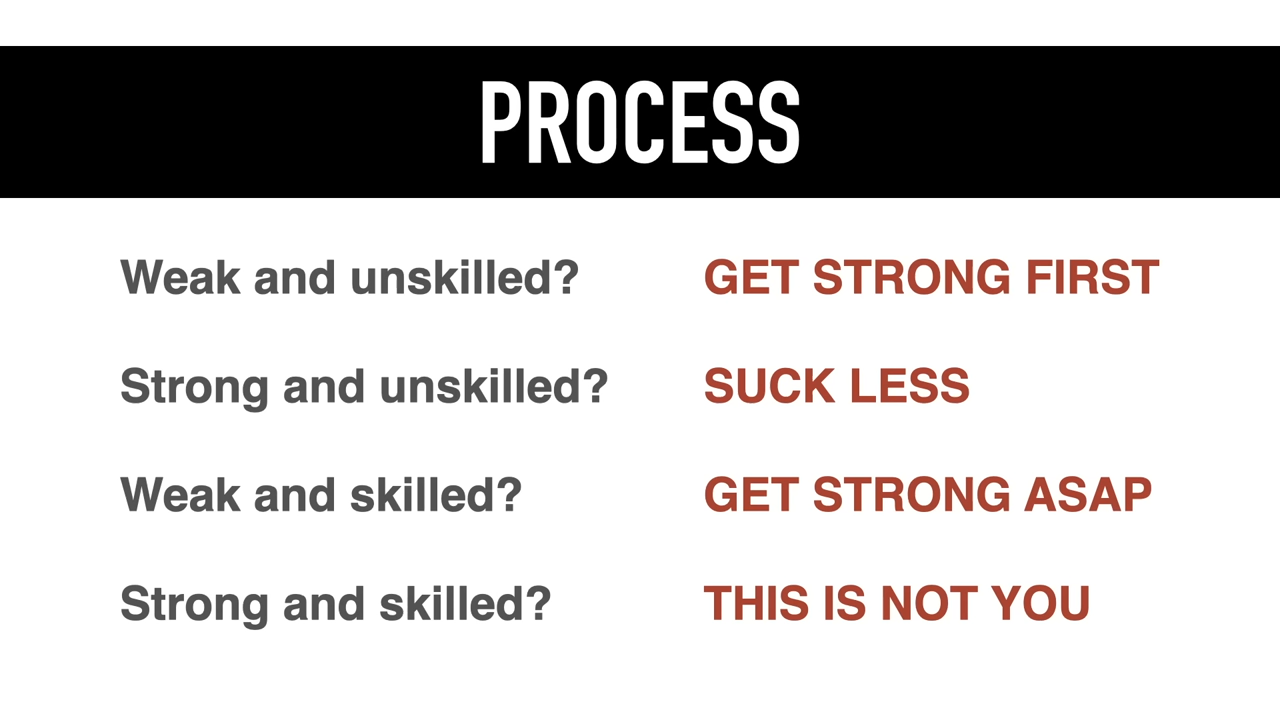 PROCESS
Weak and unskilled? GET STRONG FIRST
Strong and unskilled? SUCK LESS
Weak and skilled? GET STRONG ASAP
Strong and skilled? THIS IS NOT YOU